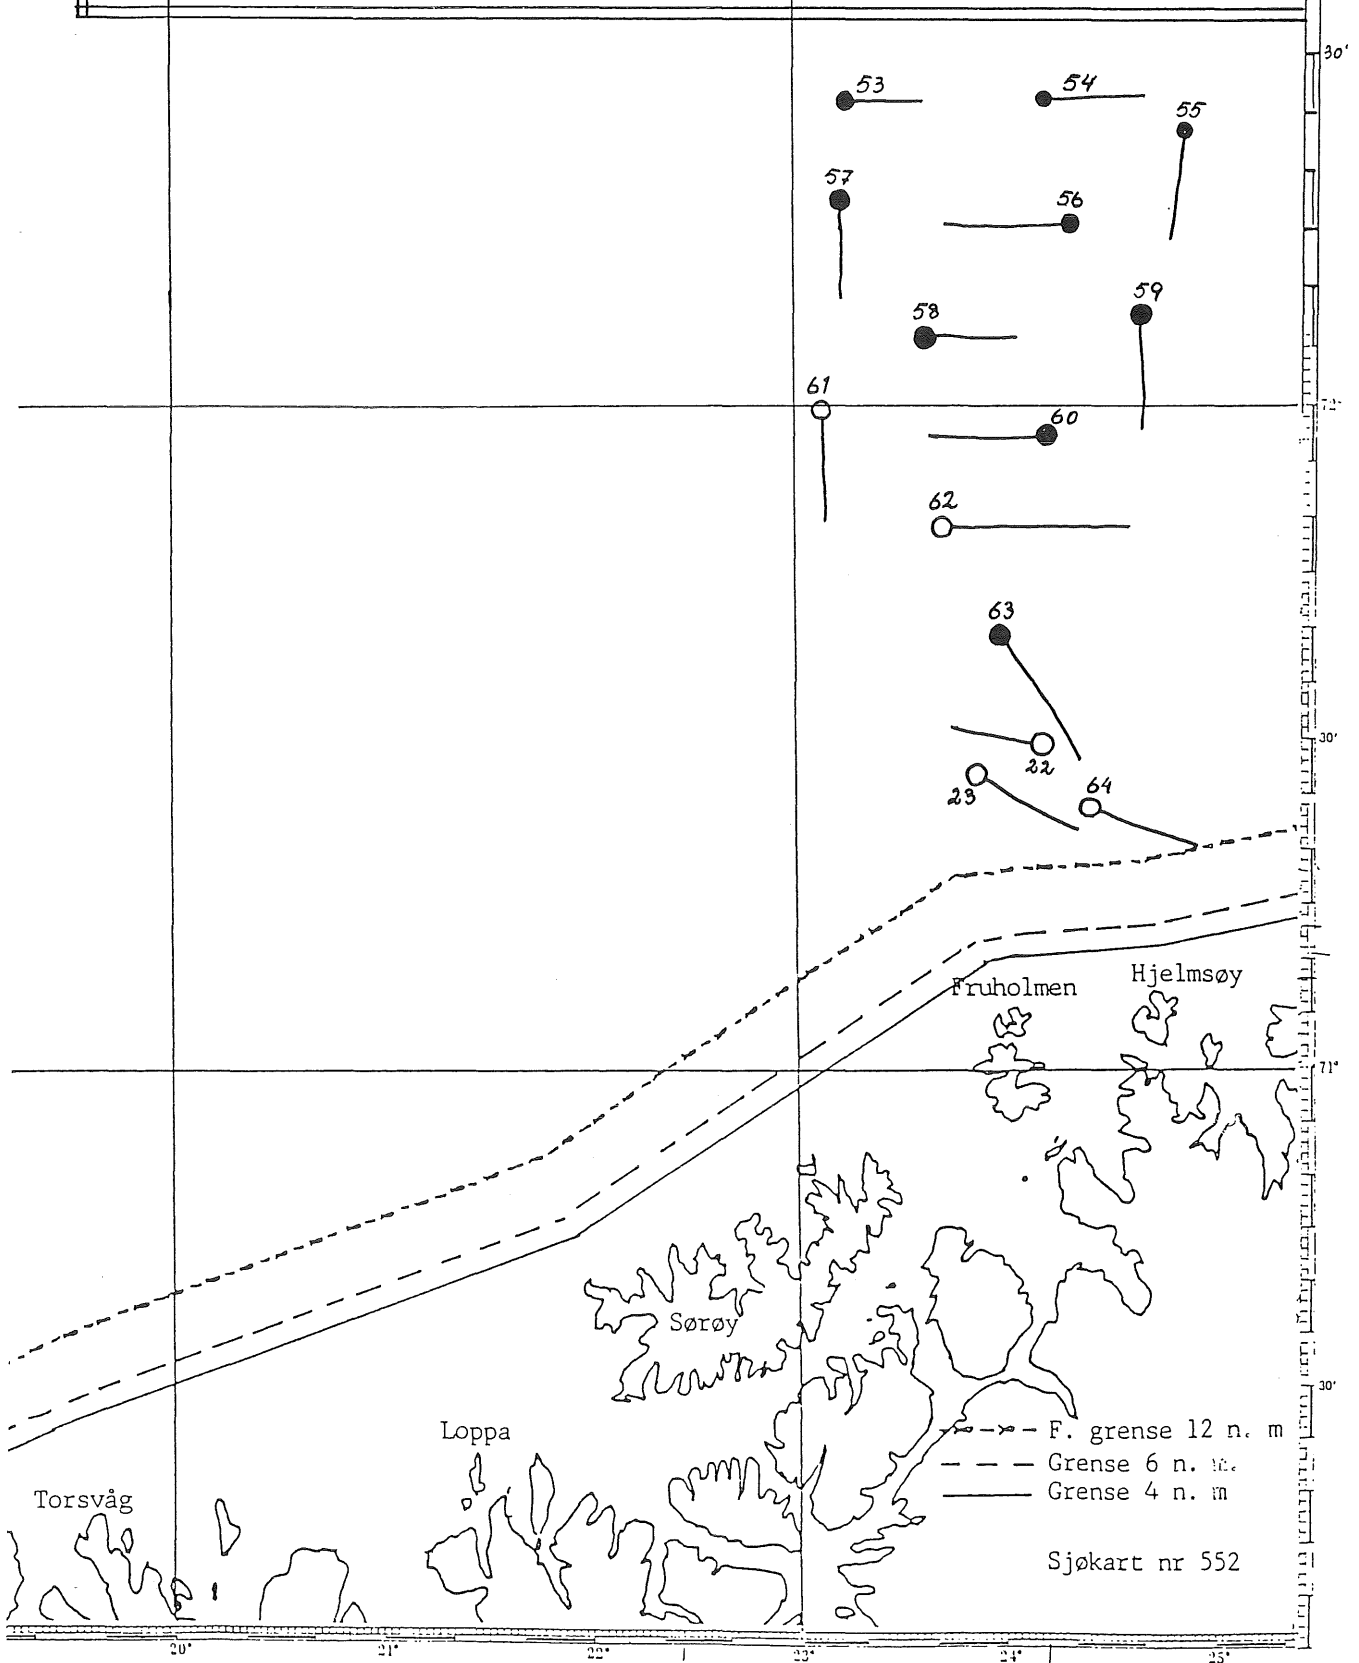 30'
53
54
55
57
56
59
58
61
72°
60
62
63
30'
22
23
64
Hjelmsøy
Fruholmen
71°
Sørøy
30'
Loppa
F. grense 12 n. m
Grense 6 n. m.
Grense 4 n. m
Torsvåg
Sjøkart nr 552
20° 21° 22° 23° 24° 25°